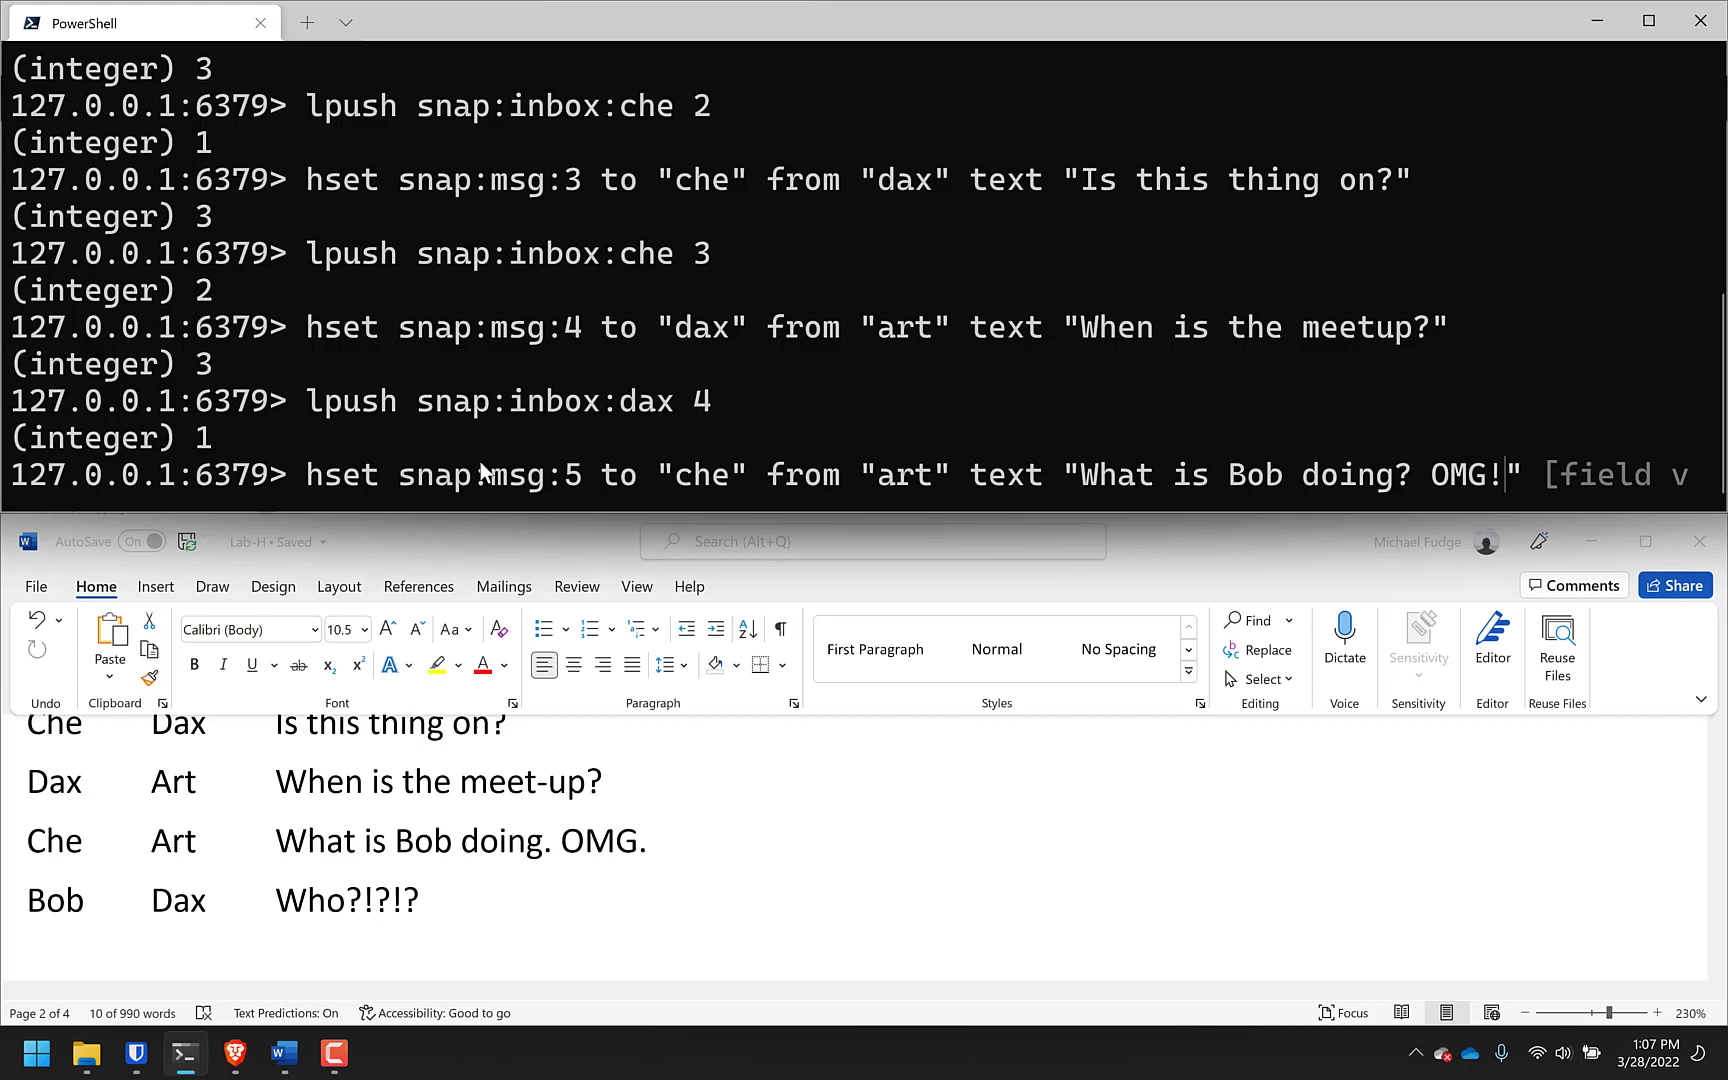 PowerShell
(integer) 3
127.0.0.1:6379> lpush snap:inbox:che 2
(integer) 1
127.0.0.1:6379> hset snap:msg:3 to "che" from "dax" text "Is this thing on?"
(integer) 3
127.0.0.1:6379> lpush snap:inbox:che 3
(integer) 2
127.0.0.1:6379> hset snap:msg:4 to "dax" from "art" text "When is the meetup?"
(integer) 3
127.0.0.1:6379> lpush snap:inbox:dax 4
(integer) 1
127.0.0.1:6379> hset snap:msg:5 to "che" from "art" text "What is Bob doing? OMG!" [field v
AutoSave On Lab-H • Saved Search (Alt+Q) Michael Fudge
File Home Insert Draw Design Layout References Mailings Review View Help Comments Share
Calibri (Body) 10.5 Aa
Paste
B I U ab x₂ x² A A
First Paragraph Normal No Spacing
Find
Replace
Select
Dictate
Sensitivity
Editor
Reuse Files
Undo Clipboard Font Paragraph Styles Editing Voice Sensitivity Editor Reuse Files
Che Dax Is this thing on?
Dax Art When is the meet-up?
Che Art What is Bob doing. OMG.
Bob Dax Who?!?!?
Page 2 of 4 10 of 990 words Text Predictions: On Accessibility: Good to go Focus 230%
1:07 PM
3/28/2022